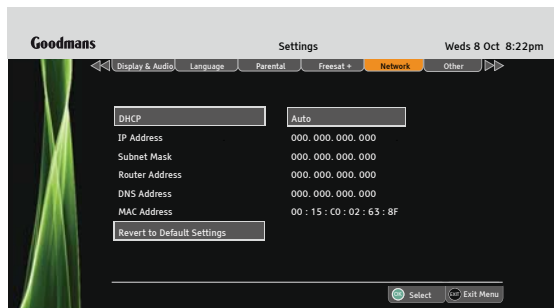 Goodmans Settings Weds 8 Oct 8:22pm
Display & Audio Language Parental Freesat + Network Other
DHCP Auto
IP Address 000. 000. 000. 000
Subnet Mask 000. 000. 000. 000
Router Address 000. 000. 000. 000
DNS Address 000. 000. 000. 000
MAC Address 00 : 15 : C0 : 02 : 63 : 8F
Revert to Default Settings
OK Select EXIT Exit Menu